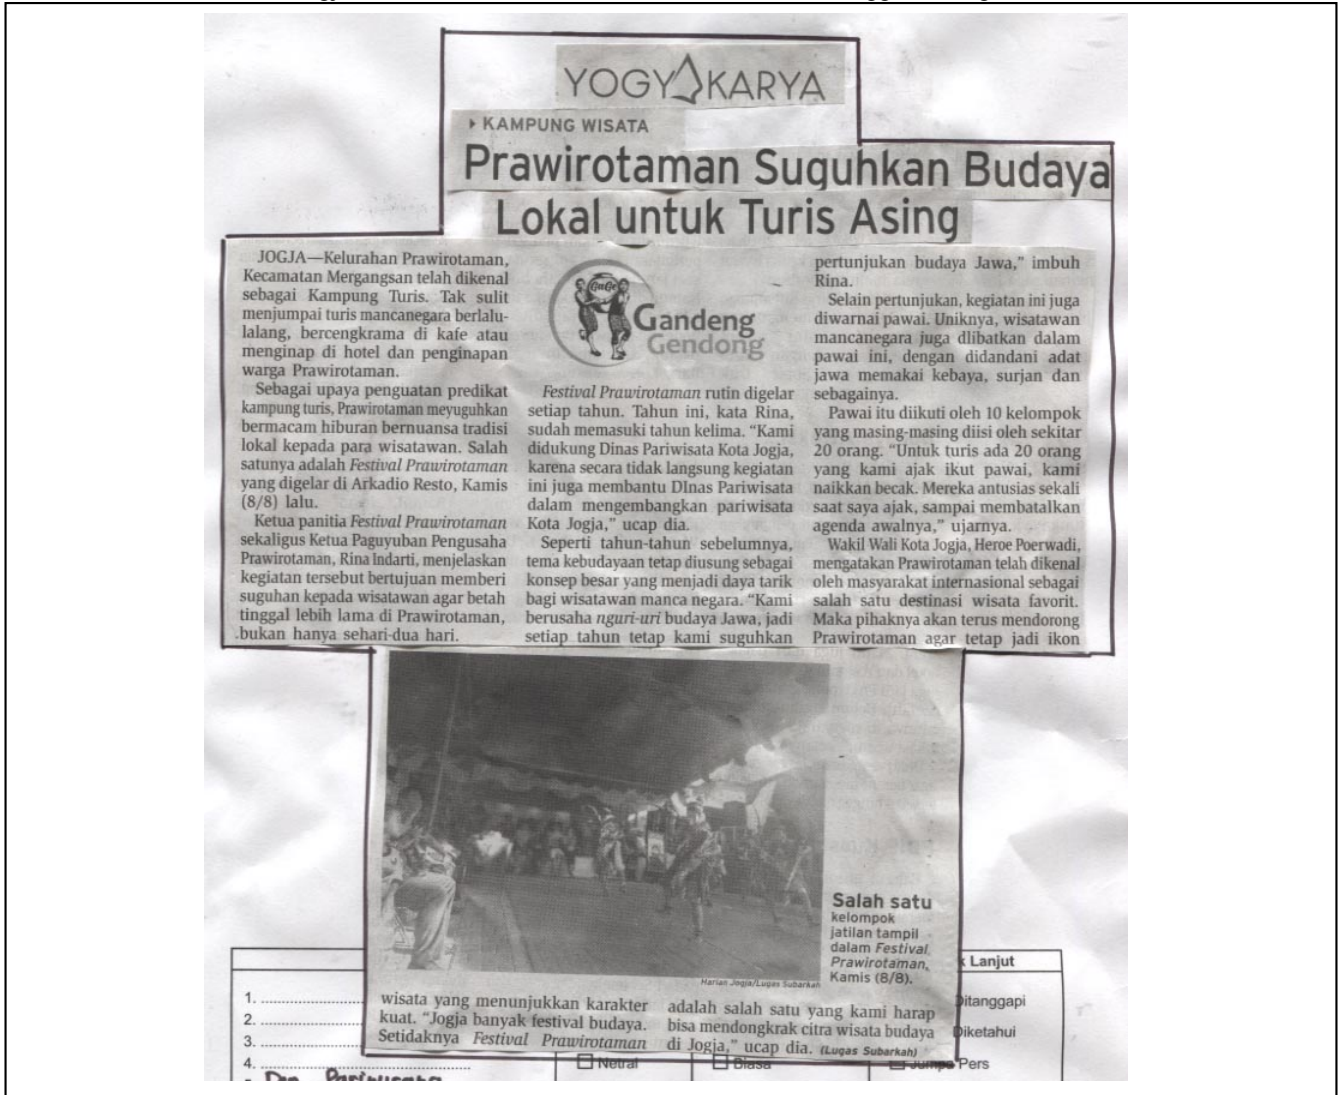 YOGYAKARYA
KAMPUNG WISATA
Prawirotaman Suguhkan Budaya
Lokal untuk Turis Asing
JOGJA—Kelurahan Prawirotaman,
Kecamatan Mergangsan telah dikenal
sebagai Kampung Turis. Tak sulit
menjumpai turis mancanegara berlalu-
lalang, bercengkrama di kafe atau
menginap di hotel dan penginapan
warga Prawirotaman.
Sebagai upaya penguatan predikat
kampung turis, Prawirotaman meyuguhkan
bermacam hiburan bernuansa tradisi
lokal kepada para wisatawan. Salah
satunya adalah Festival Prawirotaman
yang digelar di Arkadio Resto, Kamis
(8/8) lalu.
Ketua panitia Festival Prawirotaman
sekaligus Ketua Paguyuban Pengusaha
Prawirotaman, Rina Indarti, menjelaskan
kegiatan tersebut bertujuan memberi
suguhan kepada wisatawan agar betah
tinggal lebih lama di Prawirotaman,
bukan hanya sehari-dua hari.
GaGe
Gandeng
Gendong
Festival Prawirotaman rutin digelar
setiap tahun. Tahun ini, kata Rina,
sudah memasuki tahun kelima. “Kami
didukung Dinas Pariwisata Kota Jogja,
karena secara tidak langsung kegiatan
ini juga membantu DInas Pariwisata
dalam mengembangkan pariwisata
Kota Jogja,” ucap dia.
Seperti tahun-tahun sebelumnya,
tema kebudayaan tetap diusung sebagai
konsep besar yang menjadi daya tarik
bagi wisatawan manca negara. “Kami
berusaha nguri-uri budaya Jawa, jadi
setiap tahun tetap kami suguhkan
pertunjukan budaya Jawa,” imbuh
Rina.
Selain pertunjukan, kegiatan ini juga
diwarnai pawai. Uniknya, wisatawan
mancanegara juga dlibatkan dalam
pawai ini, dengan didandani adat
jawa memakai kebaya, surjan dan
sebagainya.
Pawai itu diikuti oleh 10 kelompok
yang masing-masing diisi oleh sekitar
20 orang. “Untuk turis ada 20 orang
yang kami ajak ikut pawai, kami
naikkan becak. Mereka antusias sekali
saat saya ajak, sampai membatalkan
agenda awalnya,” ujarnya.
Wakil Wali Kota Jogja, Heroe Poerwadi,
mengatakan Prawirotaman telah dikenal
oleh masyarakat internasional sebagai
salah satu destinasi wisata favorit.
Maka pihaknya akan terus mendorong
Prawirotaman agar tetap jadi ikon
Salah satu
kelompok
jatilan tampil
dalam Festival
Prawirotaman,
Kamis (8/8).
Harian Jogja/Lugas Subarkah
wisata yang menunjukkan karakter
kuat. “Jogja banyak festival budaya.
Setidaknya Festival Prawirotaman
adalah salah satu yang kami harap
bisa mendongkrak citra wisata budaya
di Jogja,” ucap dia. (Lugas Subarkah)
Lanjut
1.
2.
3.
4.
Ditanggapi
Diketahui
Netral
Biasa
Jumpa Pers